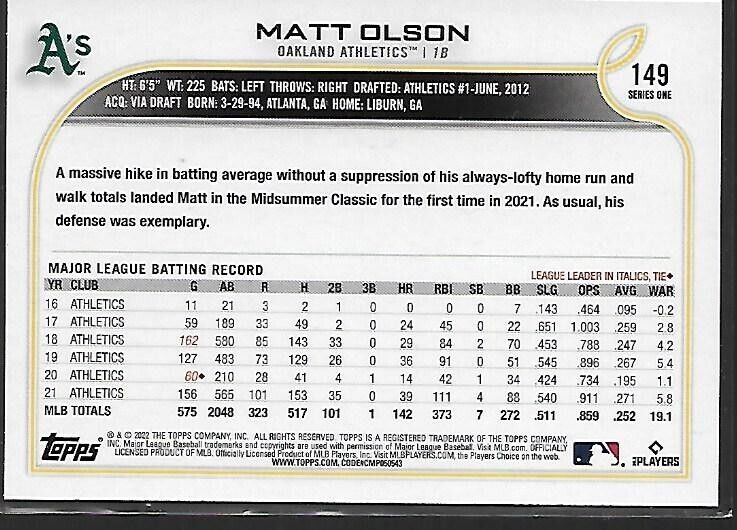 A's™
MATT OLSON
OAKLAND ATHLETICS™ | 1B
149
SERIES ONE
HT: 6'5" WT: 225 BATS: LEFT THROWS: RIGHT DRAFTED: ATHLETICS #1-JUNE, 2012
ACQ: VIA DRAFT BORN: 3-29-94, ATLANTA, GA HOME: LIBURN, GA
A massive hike in batting average without a suppression of his always-lofty home run and
walk totals landed Matt in the Midsummer Classic for the first time in 2021. As usual, his
defense was exemplary.
MAJOR LEAGUE BATTING RECORD LEAGUE LEADER IN ITALICS, TIE♦
YR CLUB G AB R H 2B 3B HR RBI SB BB SLG OPS AVG WAR
16 ATHLETICS 11 21 3 2 1 0 0 0 0 7 .143 .464 .095 -0.2
17 ATHLETICS 59 189 33 49 2 0 24 45 0 22 .651 1.003 .259 2.8
18 ATHLETICS 162 580 85 143 33 0 29 84 2 70 .453 .788 .247 4.2
19 ATHLETICS 127 483 73 129 26 0 36 91 0 51 .545 .896 .267 5.4
20 ATHLETICS 60♦ 210 28 41 4 1 14 42 1 34 .424 .734 .195 1.1
21 ATHLETICS 156 565 101 153 35 0 39 111 4 88 .540 .911 .271 5.8
MLB TOTALS 575 2048 323 517 101 1 142 373 7 272 .511 .859 .252 19.1
Topps®
® & © 2022 THE TOPPS COMPANY, INC. ALL RIGHTS RESERVED. TOPPS IS A REGISTERED TRADEMARK OF THE TOPPS COMPANY,
INC. Major League Baseball trademarks and copyrights are used with permission of Major League Baseball. Visit MLB.com. OFFICIALLY
LICENSED PRODUCT OF MLB. Officially Licensed Product of MLB Players, Inc. Visit MLBPLAYERS.com, the Players Choice on the web.
WWW.TOPPS.COM. CODE#CMP050543
PLAYERS